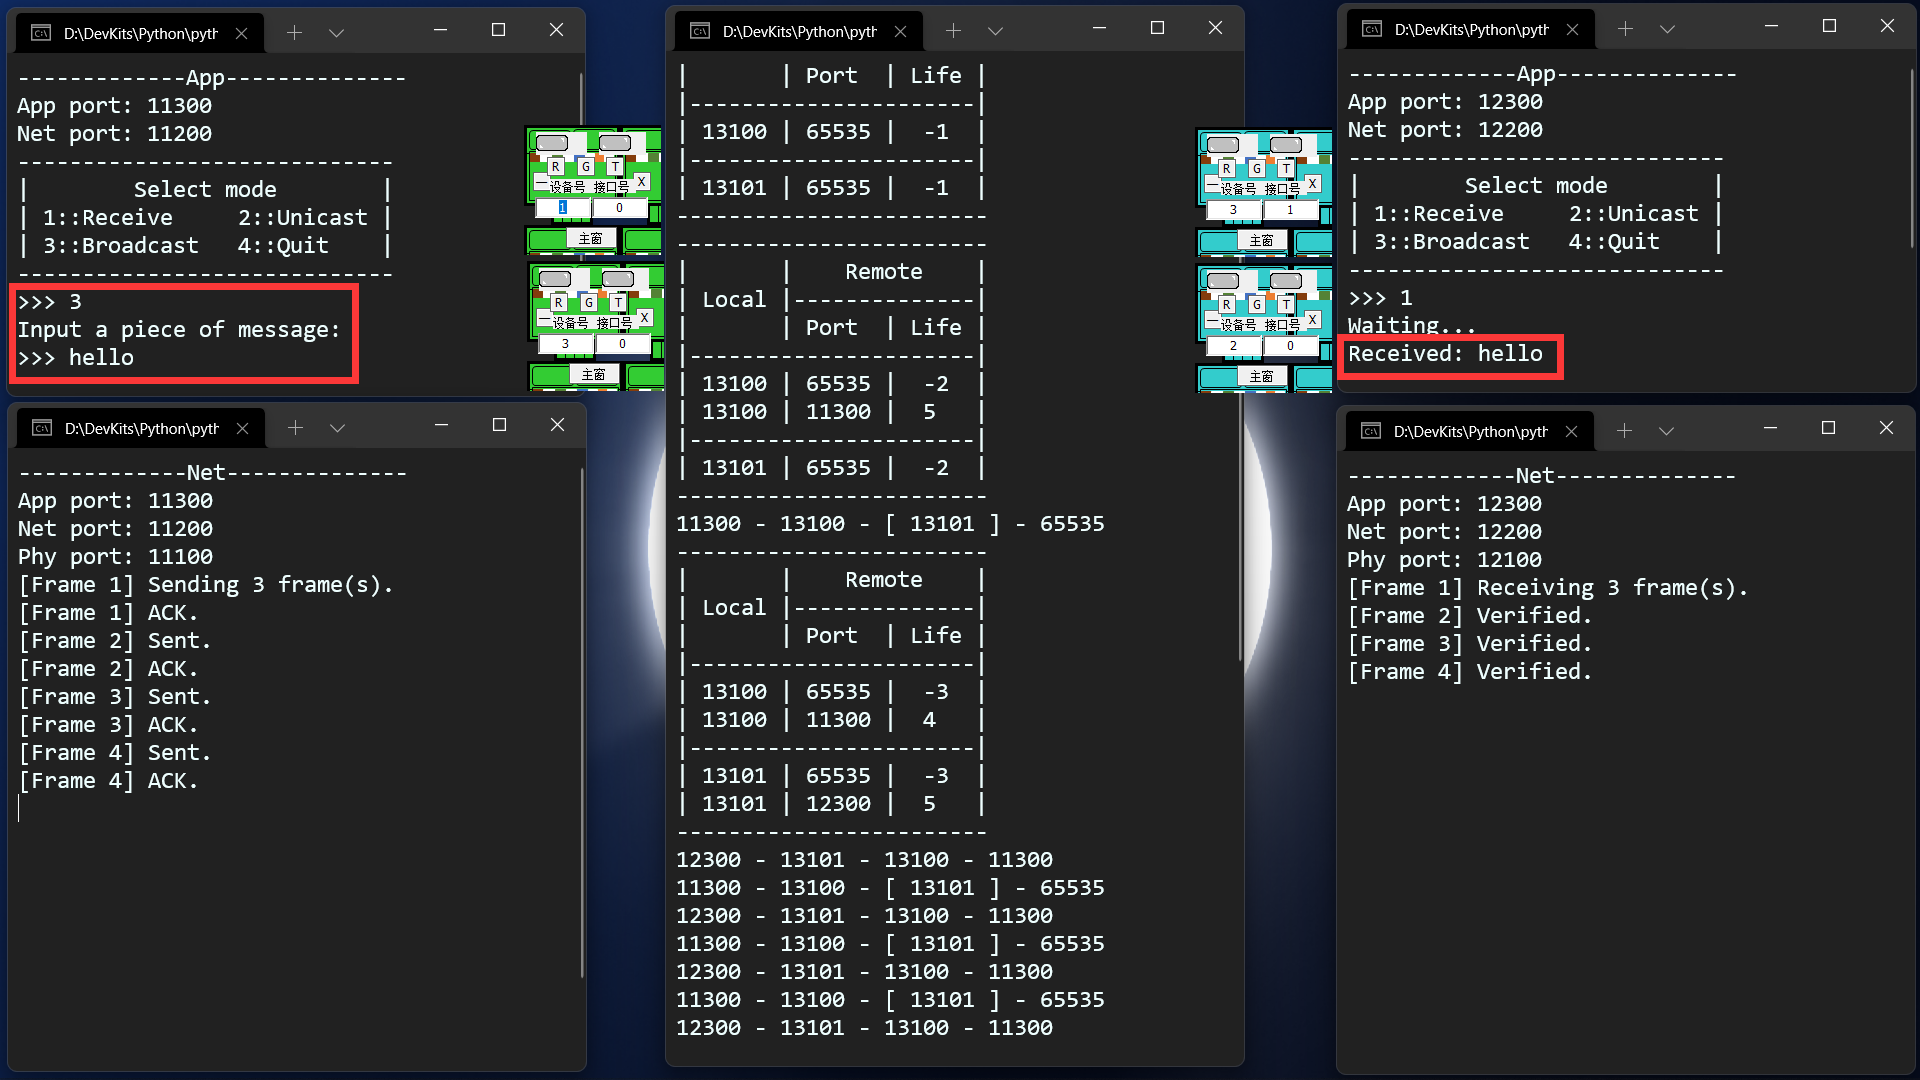 D:\DevKits\Python\pyth
-------------App--------------
App port: 11300
Net port: 11200
-----------------------------
|        Select mode        |
| 1::Receive     2::Unicast |
| 3::Broadcast   4::Quit    |
-----------------------------
>>> 3
Input a piece of message:
>>> hello
D:\DevKits\Python\pyth
-------------Net--------------
App port: 11300
Net port: 11200
Phy port: 11100
[Frame 1] Sending 3 frame(s).
[Frame 1] ACK.
[Frame 2] Sent.
[Frame 2] ACK.
[Frame 3] Sent.
[Frame 3] ACK.
[Frame 4] Sent.
[Frame 4] ACK.
R G T
设备号 接口号 X
1 0
主窗
R G T
设备号 接口号 X
3 0
主窗
D:\DevKits\Python\pyth
|       | Port  | Life |
|----------------------|
| 13100 | 65535 |  -1  |
|----------------------|
| 13101 | 65535 |  -1  |
------------------------
------------------------
|       |    Remote    |
| Local |--------------|
|       | Port  | Life |
|----------------------|
| 13100 | 65535 |  -2  |
| 13100 | 11300 |  5   |
|----------------------|
| 13101 | 65535 |  -2  |
------------------------
11300 - 13100 - [ 13101 ] - 65535
------------------------
|       |    Remote    |
| Local |--------------|
|       | Port  | Life |
|----------------------|
| 13100 | 65535 |  -3  |
| 13100 | 11300 |  4   |
|----------------------|
| 13101 | 65535 |  -3  |
| 13101 | 12300 |  5   |
------------------------
12300 - 13101 - 13100 - 11300
11300 - 13100 - [ 13101 ] - 65535
12300 - 13101 - 13100 - 11300
11300 - 13100 - [ 13101 ] - 65535
12300 - 13101 - 13100 - 11300
11300 - 13100 - [ 13101 ] - 65535
12300 - 13101 - 13100 - 11300
R G T
设备号 接口号 X
3 1
主窗
R G T
设备号 接口号 X
2 0
主窗
D:\DevKits\Python\pyth
-------------App--------------
App port: 12300
Net port: 12200
-----------------------------
|        Select mode        |
| 1::Receive     2::Unicast |
| 3::Broadcast   4::Quit    |
-----------------------------
>>> 1
Waiting...
Received: hello
D:\DevKits\Python\pyth
-------------Net--------------
App port: 12300
Net port: 12200
Phy port: 12100
[Frame 1] Receiving 3 frame(s).
[Frame 2] Verified.
[Frame 3] Verified.
[Frame 4] Verified.